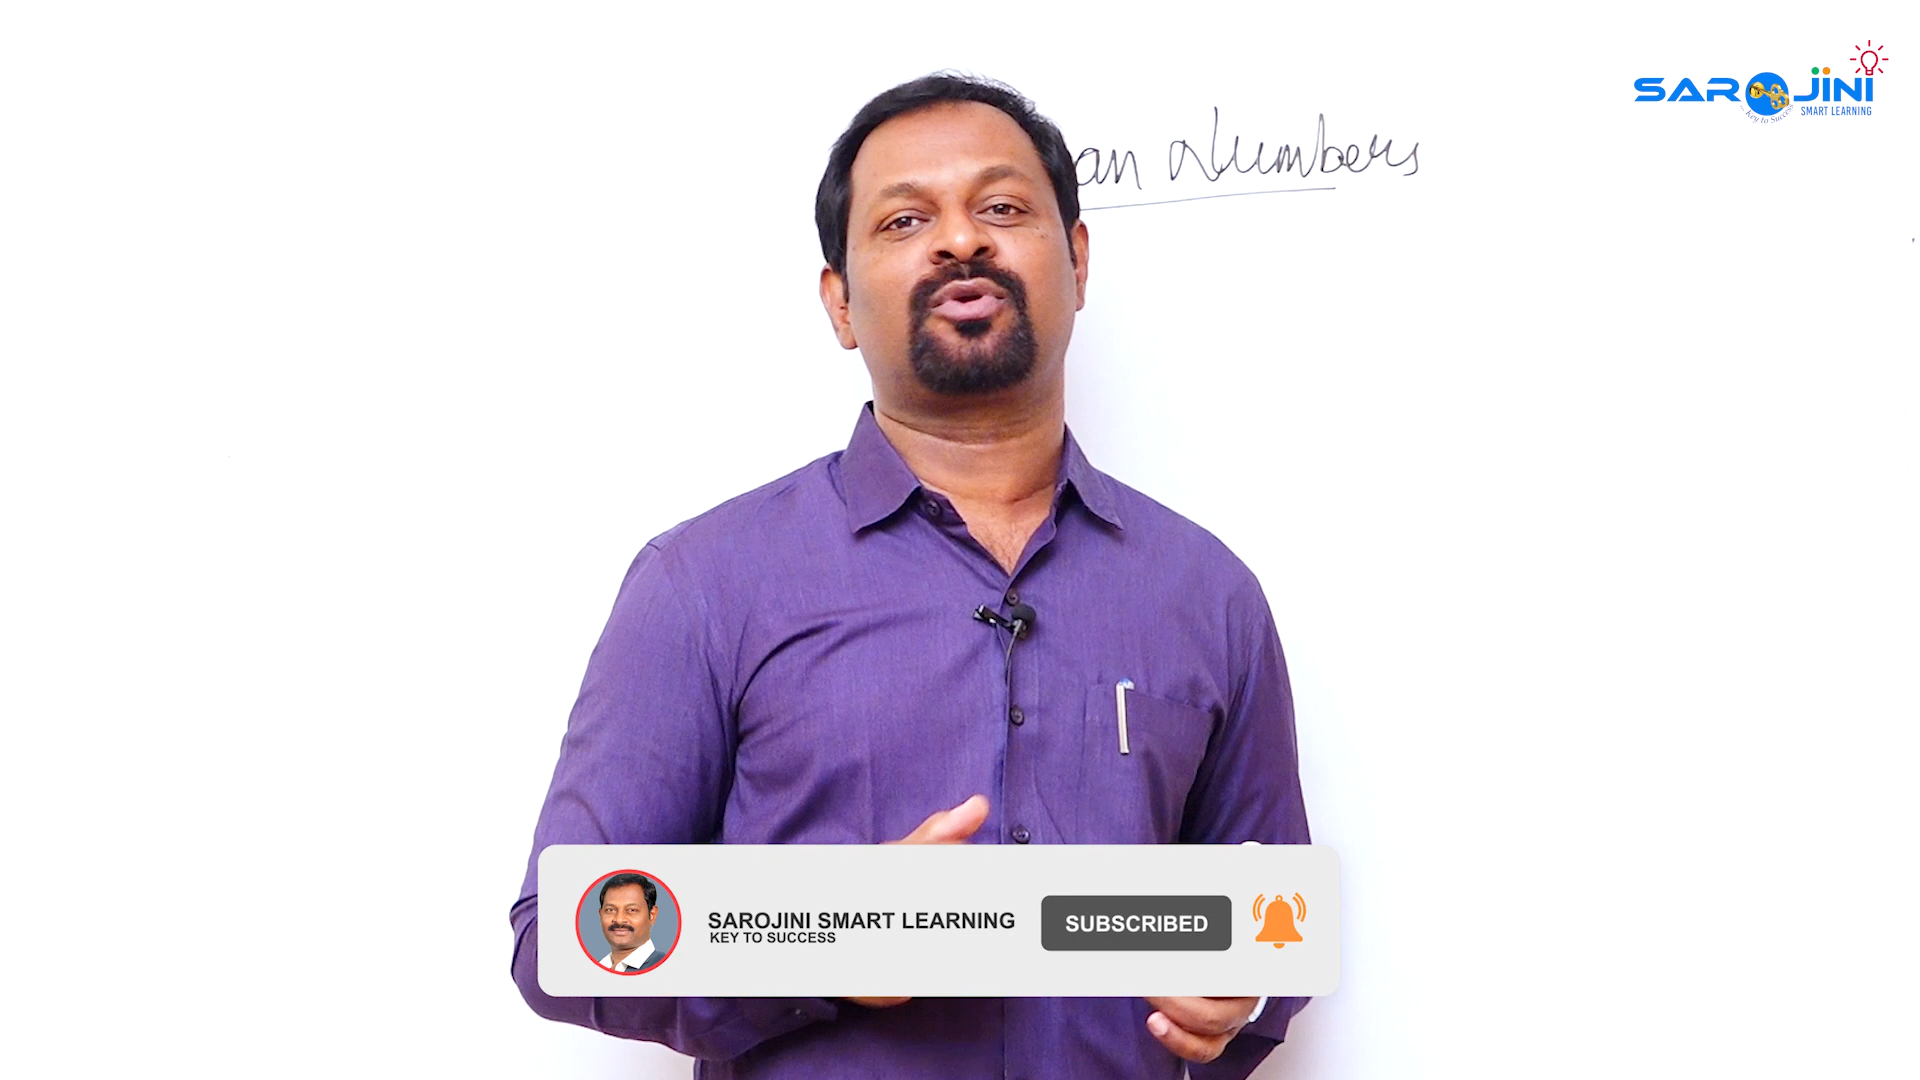 SAROJINI
SMART LEARNING
Key to Success
an Numbers
SAROJINI SMART LEARNING
KEY TO SUCCESS
SUBSCRIBED